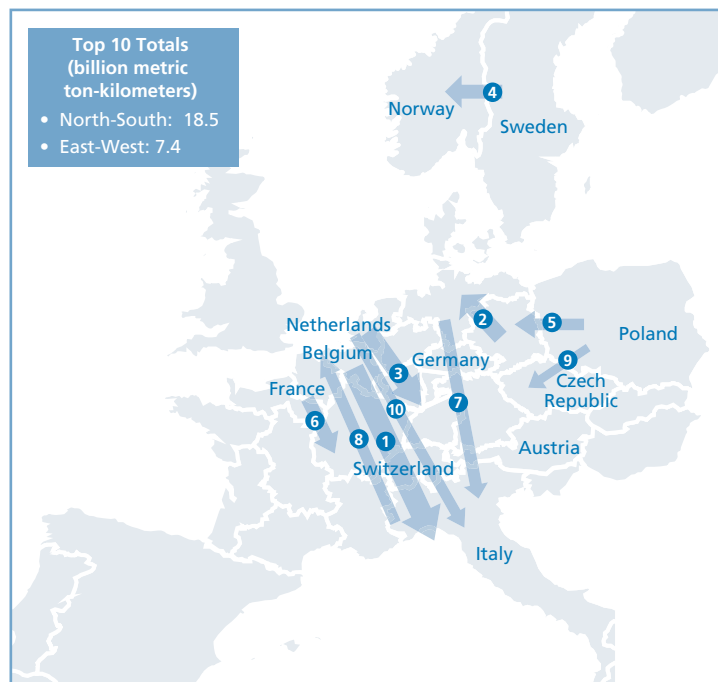 Top 10 Totals
(billion metric
ton-kilometers)
• North-South: 18.5
• East-West: 7.4
4
Norway
Sweden
Netherlands
2
5
Poland
Belgium
Germany
9
3
France
Czech
Republic
10
7
6
8
1
Austria
Switzerland
Italy